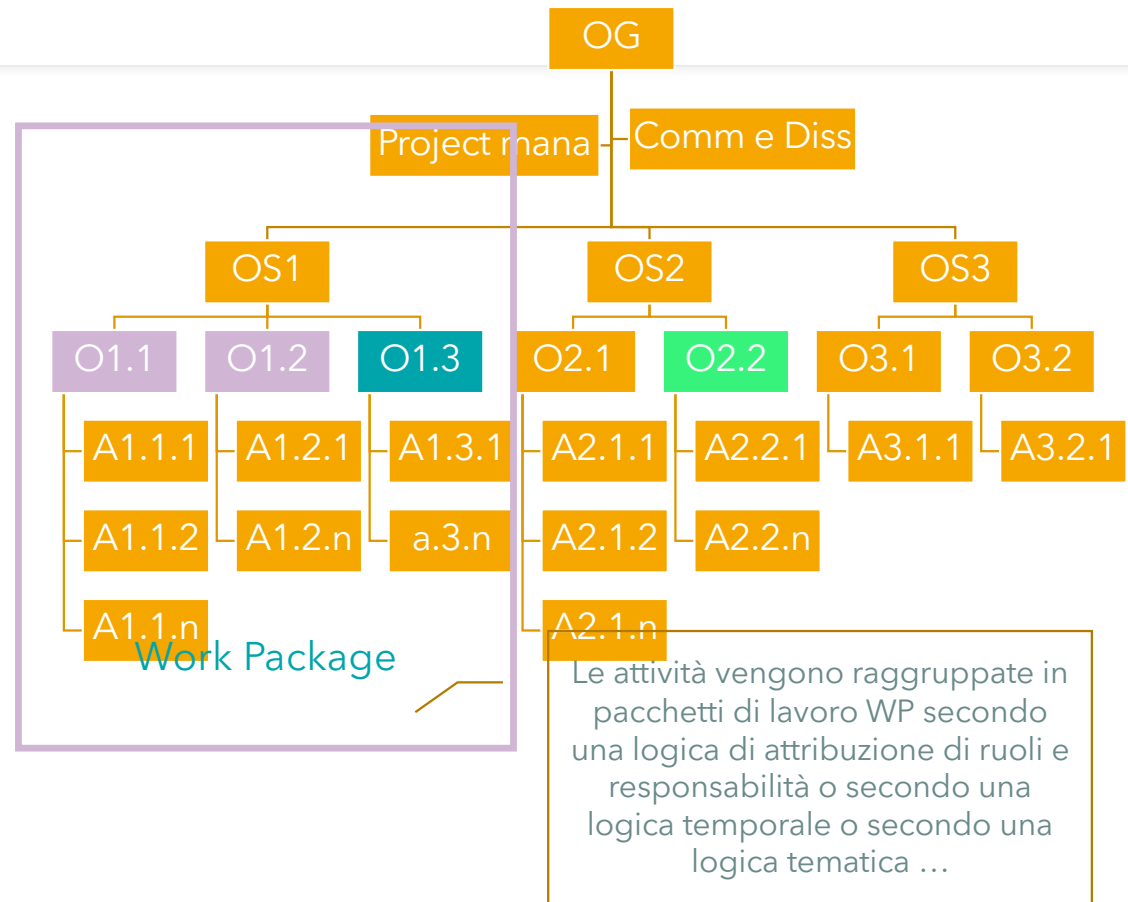 OG
Project mana
Comm e Diss
OS1
OS2
OS3
O1.1
O1.2
O1.3
O2.1
O2.2
O3.1
O3.2
A1.1.1
A1.2.1
A1.3.1
A2.1.1
A2.2.1
A3.1.1
A3.2.1
A1.1.2
A1.2.n
a.3.n
A2.1.2
A2.2.n
A1.1.n
A2.1.n
Work Package
Le attività vengono raggruppate in
pacchetti di lavoro WP secondo
una logica di attribuzione di ruoli e
responsabilità o secondo una
logica temporale o secondo una
logica tematica …